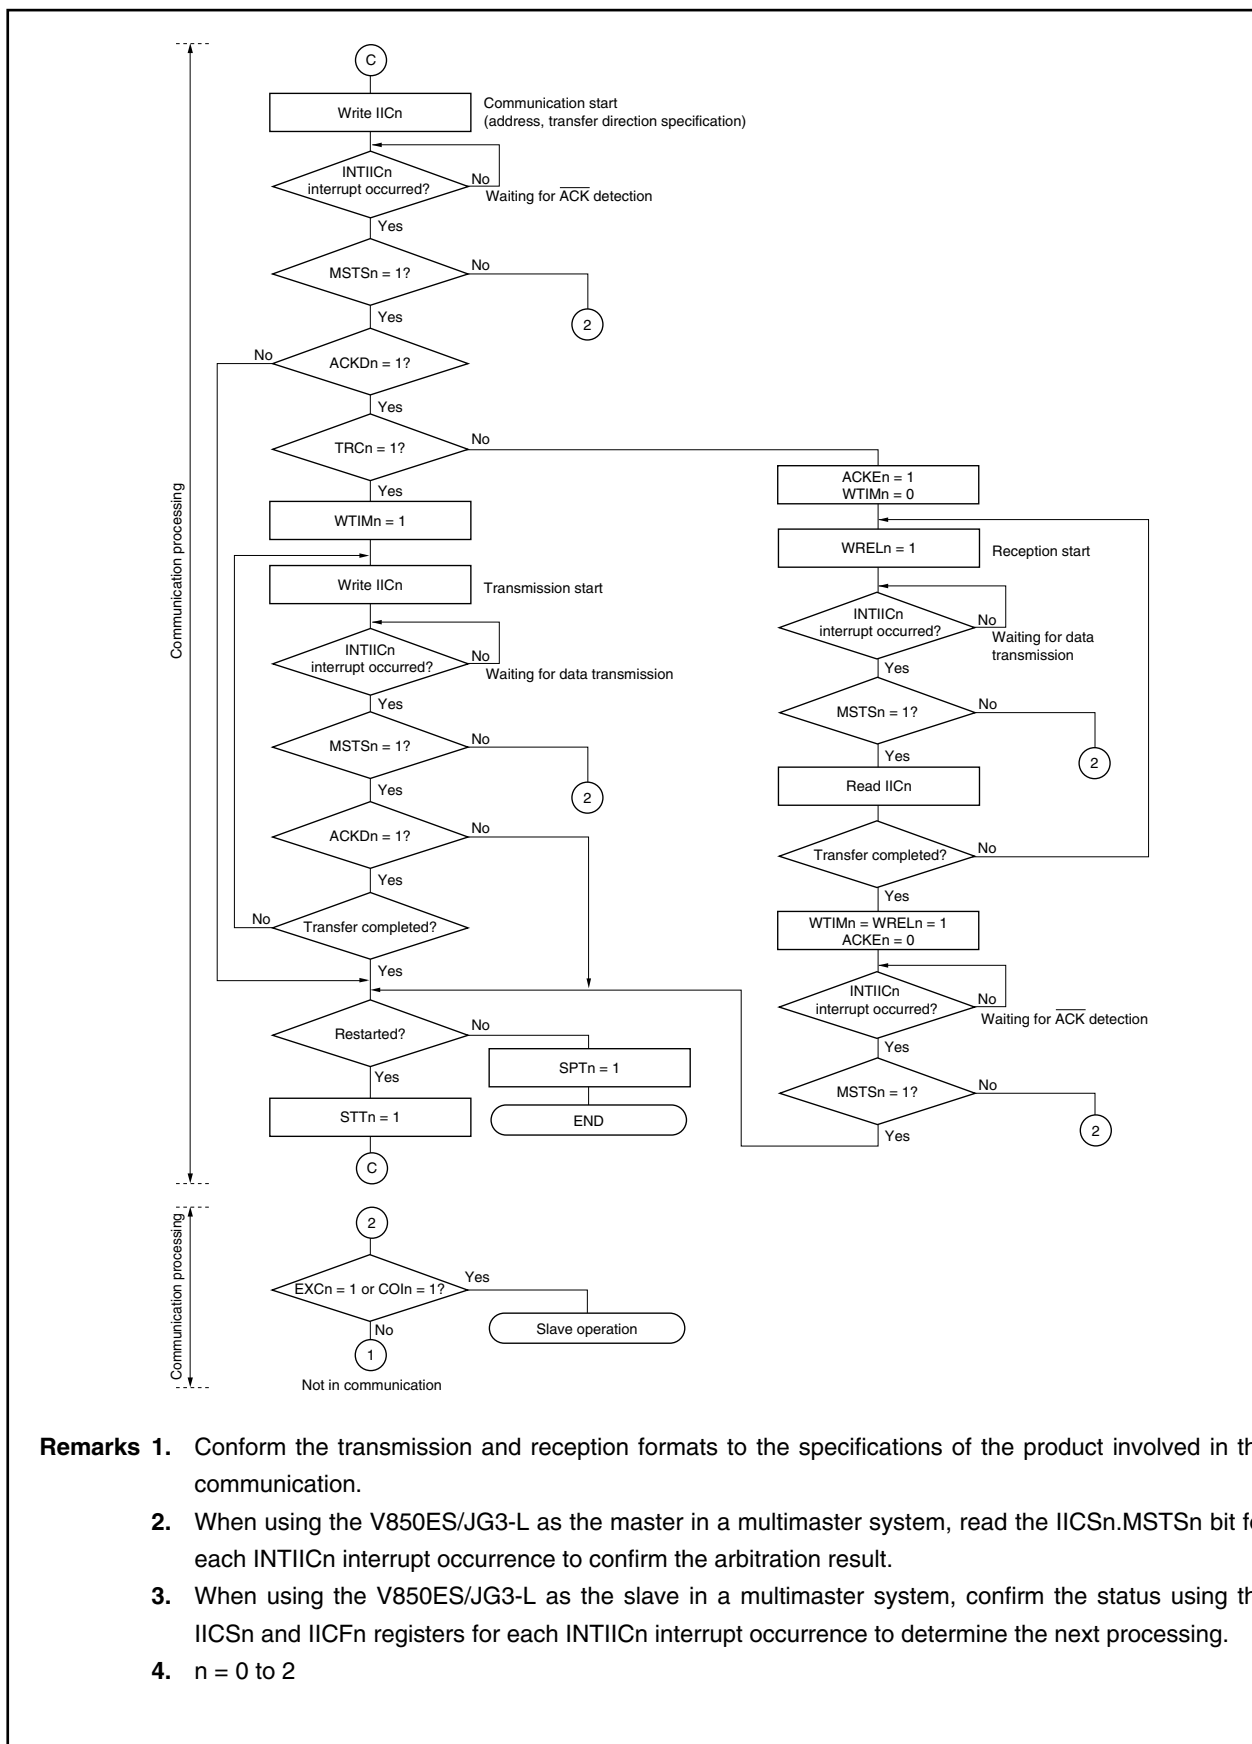 C
Write IICn
Communication start
(address, transfer direction specification)
INTIICn
interrupt occurred?
No
Waiting for ACK detection
Yes
MSTSn = 1?
No
2
Yes
ACKDn = 1?
No
Yes
TRCn = 1?
No
Yes
WTIMn = 1
Write IICn
Transmission start
INTIICn
interrupt occurred?
No
Waiting for data transmission
Yes
MSTSn = 1?
No
2
Yes
ACKDn = 1?
No
Yes
Transfer completed?
No
Yes
Restarted?
No
Yes
SPTn = 1
END
STTn = 1
C
ACKEn = 1
WTIMn = 0
WRELn = 1
Reception start
INTIICn
interrupt occurred?
No
Waiting for data
transmission
Yes
MSTSn = 1?
No
2
Yes
Read IICn
Transfer completed?
No
Yes
WTIMn = WRELn = 1
ACKEn = 0
INTIICn
interrupt occurred?
No
Waiting for ACK detection
Yes
MSTSn = 1?
No
2
Yes
Communication processing
2
EXCn = 1 or COIn = 1?
Yes
Slave operation
No
1
Not in communication
Communication processing
Remarks 1. Conform the transmission and reception formats to the specifications of the product involved in th
communication.
2. When using the V850ES/JG3-L as the master in a multimaster system, read the IICSn.MSTSn bit f
each INTIICn interrupt occurrence to confirm the arbitration result.
3. When using the V850ES/JG3-L as the slave in a multimaster system, confirm the status using th
IICSn and IICFn registers for each INTIICn interrupt occurrence to determine the next processing.
4. n = 0 to 2